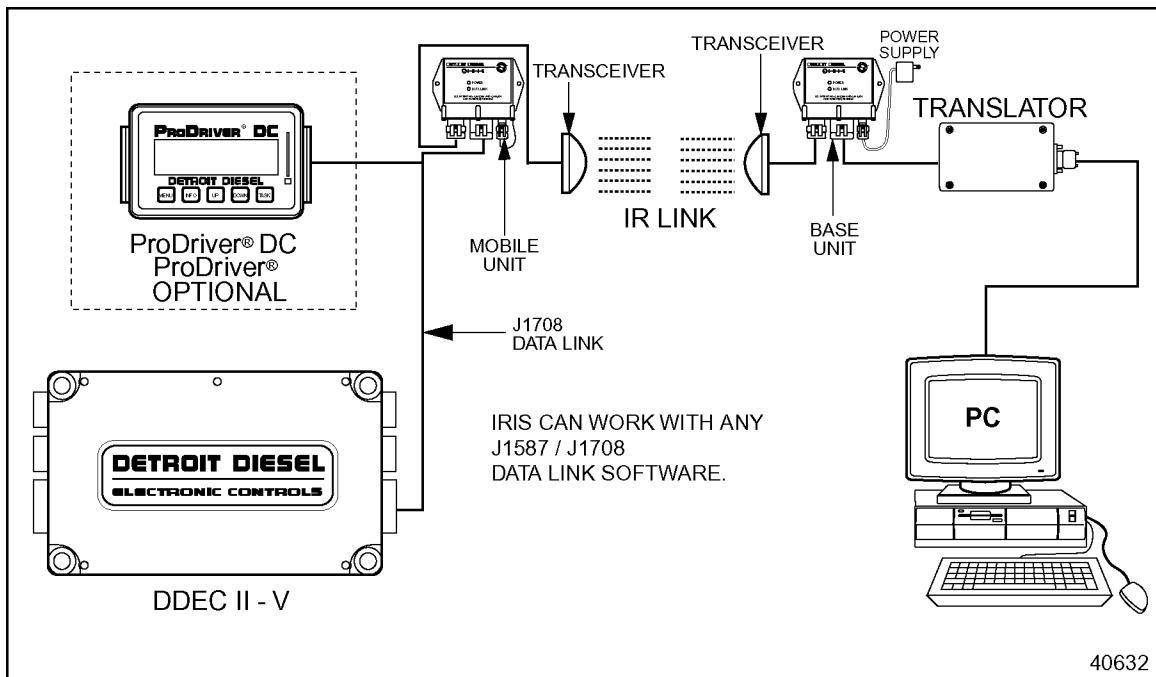 TRANSCEIVER
TRANSCEIVER
POWER
SUPPLY
TRANSLATOR
PRODRIVER® DC
DETROIT DIESEL
MENU INFO UP DOWN TASK
ProDriver® DC
ProDriver®
OPTIONAL
MOBILE
UNIT
IR LINK
BASE
UNIT
J1708
DATA LINK
DETROIT DIESEL
ELECTRONIC CONTROLS
DDEC II - V
IRIS CAN WORK WITH ANY
J1587 / J1708
DATA LINK SOFTWARE.
PC
40632